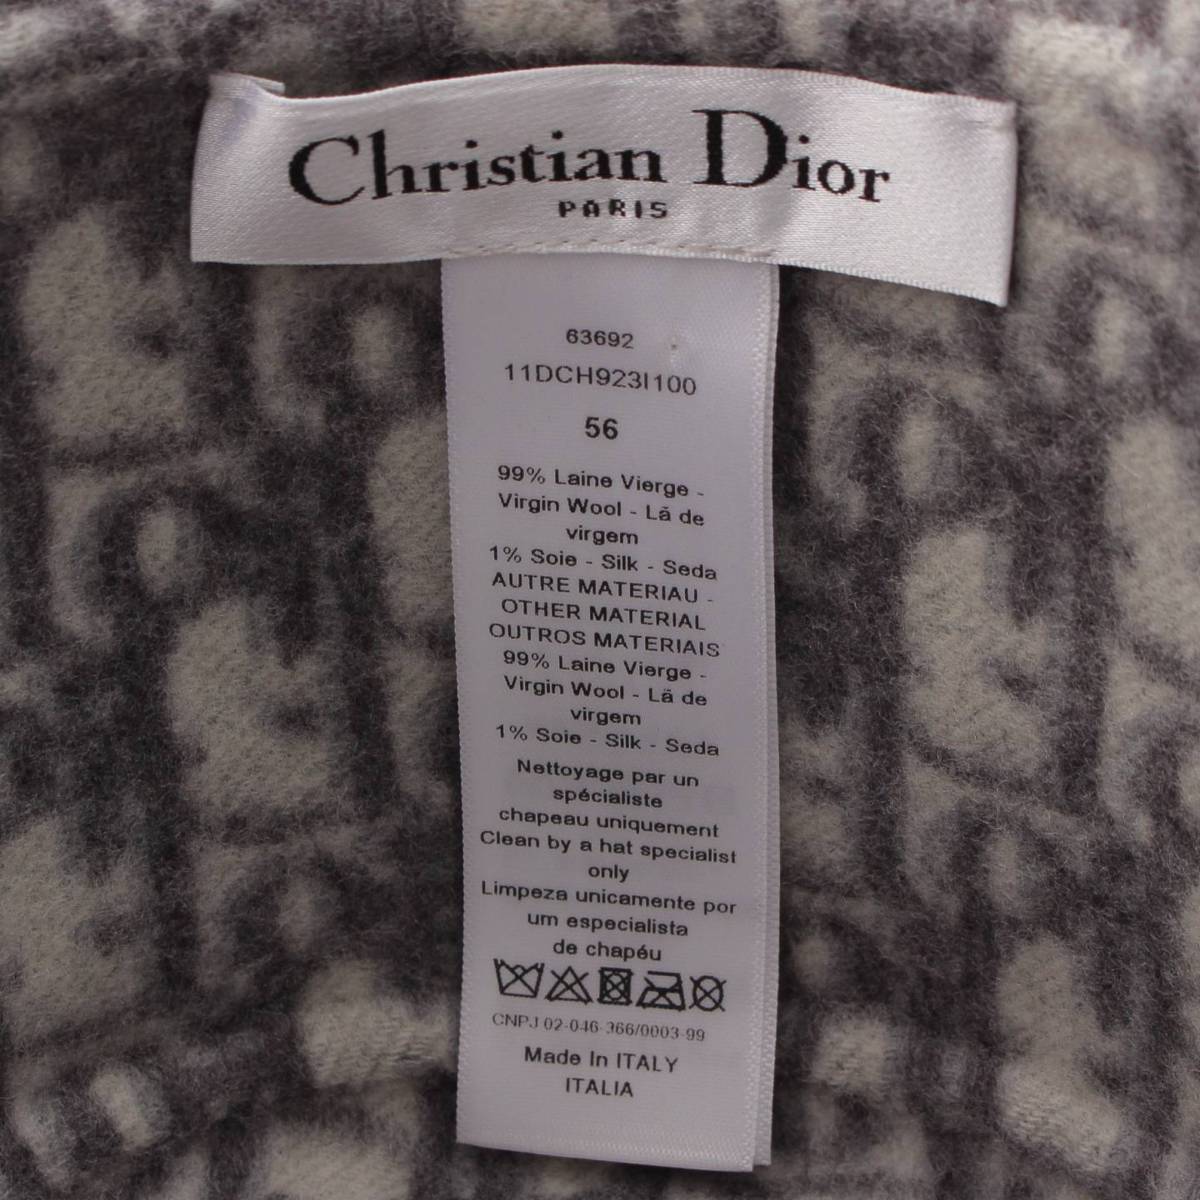 Christian Dior
PARIS
63692
11DCH923I100
56
99% Laine Vierge -
Virgin Wool - Lã de
virgem
1% Soie - Silk - Seda
AUTRE MATERIAU -
OTHER MATERIAL
OUTROS MATERIAIS
99% Laine Vierge -
Virgin Wool - Lã de
virgem
1% Soie - Silk - Seda
Nettoyage par un
spécialiste
chapeau uniquement
Clean by a hat specialist
only
Limpeza unicamente por
um especialista
de chapéu
CNPJ 02-046-366/0003-99
Made In ITALY
ITALIA